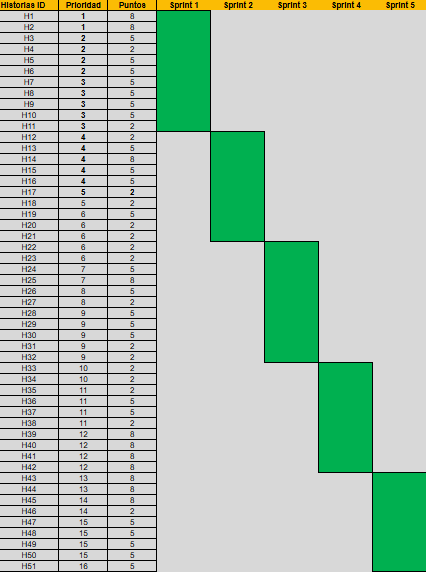 Historias ID Prioridad Puntos Sprint 1 Sprint 2 Sprint 3 Sprint 4 Sprint 5
H1 1 8
H2 1 8
H3 2 5
H4 2 2
H5 2 5
H6 2 5
H7 3 5
H8 3 5
H9 3 5
H10 3 5
H11 3 2
H12 4 2
H13 4 5
H14 4 8
H15 4 5
H16 4 5
H17 5 2
H18 5 2
H19 6 5
H20 6 2
H21 6 2
H22 6 2
H23 6 2
H24 7 5
H25 7 8
H26 8 5
H27 8 2
H28 9 5
H29 9 5
H30 9 5
H31 9 2
H32 9 2
H33 10 2
H34 10 2
H35 11 2
H36 11 5
H37 11 5
H38 11 2
H39 12 8
H40 12 8
H41 12 8
H42 12 8
H43 13 8
H44 13 8
H45 14 8
H46 14 2
H47 15 5
H48 15 5
H49 15 5
H50 15 5
H51 16 5